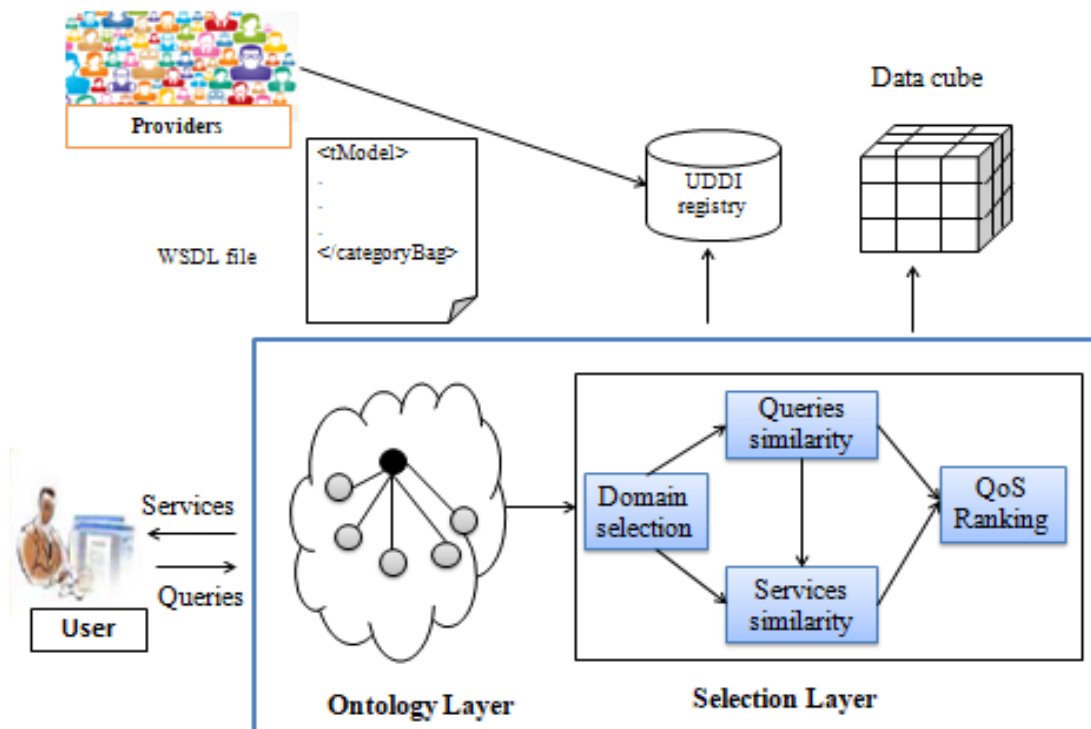 Providers
Data cube
<tModel>
-
-
-
</categoryBag>
WSDL file
UDDI
registry
Queries
similarity
Services
Queries
User
Domain
selection
QoS
Ranking
Services
similarity
Ontology Layer
Selection Layer